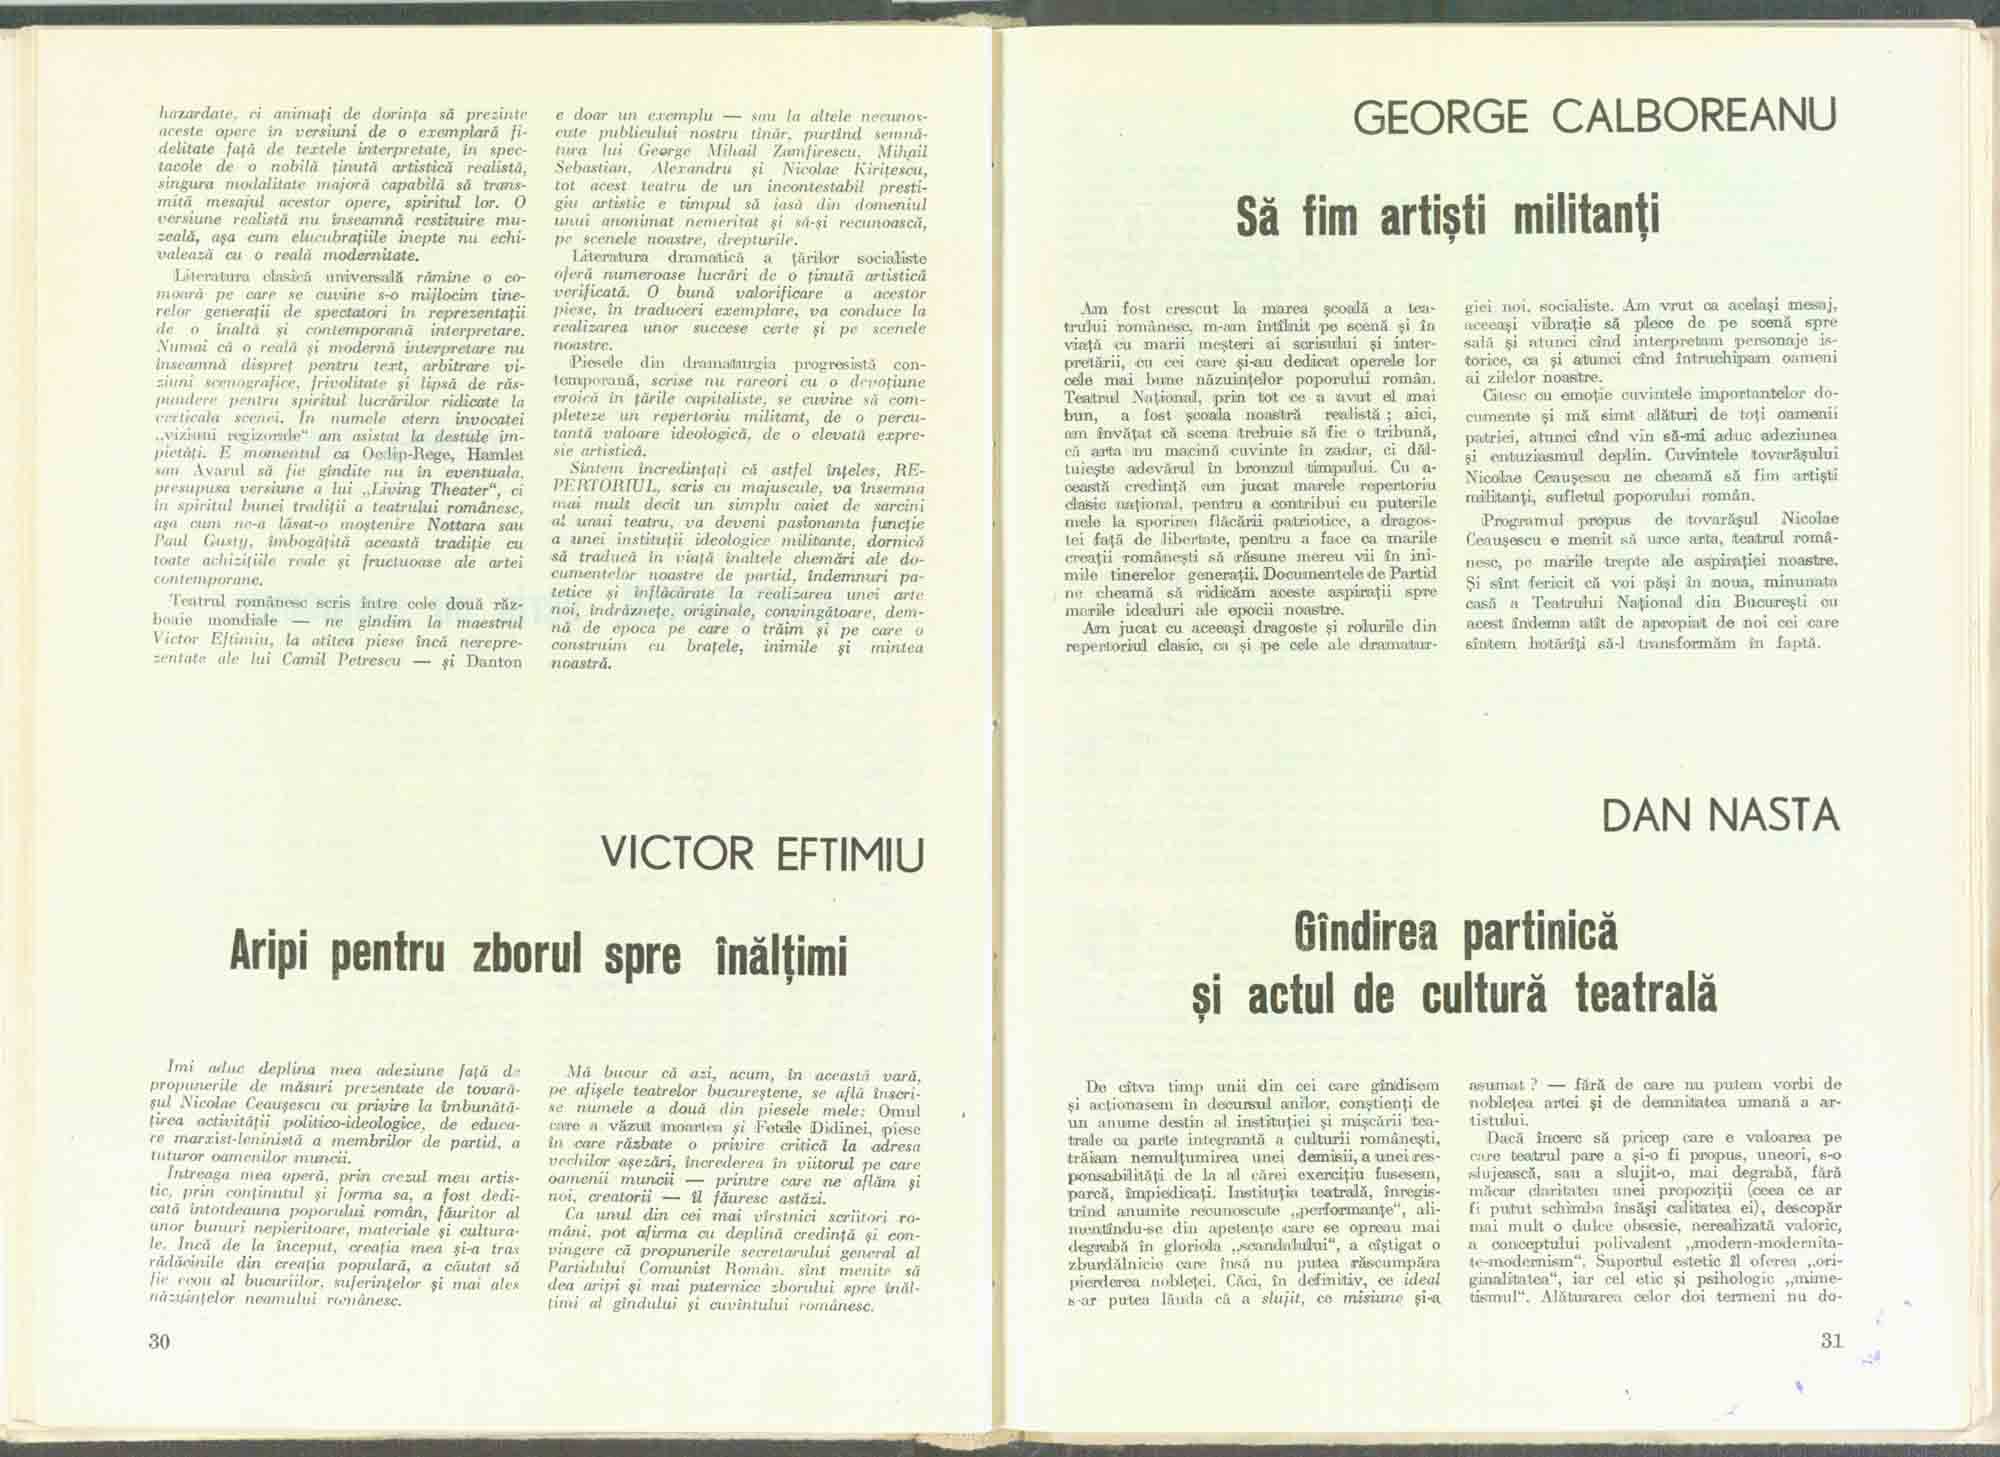 hazardate, ci animați de dorința să prezinte
aceste opere în versiuni de o exemplară fi-
delitate față de textele interpretate, în spec-
tacole de o nobilă ținută artistică realistă,
singura modalitate majoră capabilă să trans-
mită mesajul acestor opere, spiritul lor. O
versiune realistă nu înseamnă restituire mu-
zeală, așa cum elucubrațiile inepte nu echi-
valează cu o reală modernitate.
Literatura clasică universală rămîne o co-
moară pe care se cuvine s-o mijlocim tine-
relor generații de spectatori în reprezentații
de o înaltă și contemporană interpretare.
Numai că o reală și modernă interpretare nu
înseamnă dispreț pentru text, arbitrare vi-
ziuni scenografice, frivolitate și lipsă de răs-
pundere pentru spiritul lucrărilor ridicate la
verticala scenei. In numele etern invocatei
„viziuni regizorale“ am asistat la destule im-
pietăți. E momentul ca Oedip-Rege, Hamlet
sau Avarul să fie gîndite nu în eventuala,
presupusa versiune a lui „Living Theater“, ci
în spiritul bunei tradiții a teatrului românesc,
așa cum ne-a lăsat-o moștenire Nottara sau
Paul Gusty, îmbogățită această tradiție cu
toate achizițiile reale și fructuoase ale artei
contemporane.
Teatrul românesc scris între cele două răz-
boaie mondiale — ne gîndim la maestrul
Victor Eftimiu, la atîtea piese încă nerepre-
zentate ale lui Camil Petrescu — și Danton
e doar un exemplu — sau la altele necunos-
cute publicului nostru tînăr, purtînd semnă-
tura lui George Mihail Zamfirescu, Mihail
Sebastian, Alexandru și Nicolae Kirițescu,
tot acest teatru de un incontestabil presti-
giu artistic e timpul să iasă din domeniul
unui anonimat nemeritat și să-și recunoască,
pe scenele noastre, drepturile.
Literatura dramatică a țărilor socialiste
oferă numeroase lucrări de o ținută artistică
verificată. O bună valorificare a acestor
piese, în traduceri exemplare, va conduce la
realizarea unor succese certe și pe scenele
noastre.
Piesele din dramaturgia progresistă con-
temporană, scrise nu rareori cu o devoțiune
eroică în țările capitaliste, se cuvine să com-
pleteze un repertoriu militant, de o percu-
tantă valoare ideologică, de o elevată expre-
sie artistică.
Sîntem încredințați că astfel înțeles, RE-
PERTORIUL, scris cu majuscule, va însemna
mai mult decît un simplu caiet de sarcini
al unui teatru, va deveni pasionanta funcție
a unei instituții ideologice militante, dornică
să traducă în viață înaltele chemări ale do-
cumentelor noastre de partid, îndemnuri pa-
tetice și înflăcărate la realizarea unei arte
noi, îndrăznețe, originale, convingătoare, dem-
nă de epoca pe care o trăim și pe care o
construim cu brațele, inimile și mintea
noastră.
VICTOR EFTIMIU
Aripi pentru zborul spre înălțimi
Imi aduc deplina mea adeziune față de
propunerile de măsuri prezentate de tovară-
șul Nicolae Ceaușescu cu privire la îmbunătă-
țirea activității politico-ideologice, de educa-
re marxist-leninistă a membrilor de partid, a
tuturor oamenilor muncii.
Intreaga mea operă, prin crezul meu artis-
tic, prin conținutul și forma sa, a fost dedi-
cată întotdeauna poporului român, făuritor al
unor bunuri nepieritoare, materiale și cultura-
le. Incă de la început, creația mea și-a tras
rădăcinile din creația populară, a căutat să
fie ecou al bucuriilor, suferințelor și mai ales
năzuințelor neamului românesc.
Mă bucur că azi, acum, în această vară,
pe afișele teatrelor bucureștene, se află înscri-
se numele a două din piesele mele: Omul
care a văzut moartea și Fetele Didinei, piese
în care răzbate o privire critică la adresa
vechilor așezări, încrederea în viitorul pe care
oamenii muncii — printre care ne aflăm și
noi, creatorii — îl făuresc astăzi.
Ca unul din cei mai vîrstnici scriitori ro-
mâni, pot afirma cu deplină credință și con-
vingere că propunerile secretarului general al
Partidului Comunist Român, sînt menite să
dea aripi și mai puternice zborului spre înăl-
țimi al gîndului și cuvîntului românesc.
30
GEORGE CALBOREANU
Să fim artiști militanți
Am fost crescut la marea școală a tea-
trului românesc, m-am întîlnit pe scenă și în
viață cu marii meșteri ai scrisului și inter-
pretării, cu cei care și-au dedicat operele lor
cele mai bune năzuințelor poporului român.
Teatrul Național, prin tot ce a avut el mai
bun, a fost școala noastră realistă ; aici,
am învățat că scena trebuie să fie o tribună,
că arta nu macină cuvinte în zadar, ci dăl-
tuiește adevărul în bronzul timpului. Cu a-
ceastă credință am jucat marele repertoriu
clasic național, pentru a contribui cu puterile
mele la sporirea flăcării patriotice, a dragos-
tei față de libertate, pentru a face ca marile
creații românești să răsune mereu vii în ini-
mile tinerelor generații. Documentele de Partid
ne cheamă să ridicăm aceste aspirații spre
marile idealuri ale epocii noastre.
Am jucat cu aceeași dragoste și rolurile din
repertoriul clasic, ca și pe cele ale dramatur-
giei noi, socialiste. Am vrut ca același mesaj,
aceeași vibrație să plece de pe scenă spre
sală și atunci cînd interpretam personaje is-
torice, ca și atunci cînd întruchipam oameni
ai zilelor noastre.
Citesc cu emoție cuvintele importantelor do-
cumente și mă simt alături de toți oamenii
patriei, atunci cînd vin să-mi aduc adeziunea
și entuziasmul deplin. Cuvintele tovarășului
Nicolae Ceaușescu ne cheamă să fim artiști
militanți, sufletul poporului român.
Programul propus de tovarășul Nicolae
Ceaușescu e menit să urce arta, teatrul româ-
nesc, pe marile trepte ale aspirației noastre.
Și sînt fericit că voi păși în noua, minunata
casă a Teatrului Național din București cu
acest îndemn atît de apropiat de noi cei care
sîntem hotărîți să-l transformăm în faptă.
DAN NASTA
Gîndirea partinică
și actul de cultură teatrală
De cîtva timp unii din cei care gîndisem
și acționasem în decursul anilor, conștienți de
un anume destin al instituției și mișcării tea-
trale ca parte integrantă a culturii românești,
trăiam nemulțumirea unei demisii, a unei res-
ponsabilități de la al cărei exercițiu fusesem,
parcă, împiedicați. Instituția teatrală, înregis-
trînd anumite recunoscute „performanțe“, ali-
mentîndu-se din apetențe care se opreau mai
degrabă în gloriola „scandalului“, a cîștigat o
zburdălnicie care însă nu putea răscumpăra
pierderea nobleței. Căci, în definitiv, ce ideal
s-ar putea lăuda că a slujit, ce misiune și-a
asumat ? — fără de care nu putem vorbi de
noblețea artei și de demnitatea umană a ar-
tistului.
Dacă încerc să pricep care e valoarea pe
care teatrul pare a și-o fi propus, uneori, s-o
slujească, sau a slujit-o, mai degrabă, fără
măcar claritatea unei propoziții (ceea ce ar
fi putut schimba însăși calitatea ei), descopăr
mai mult o dulce obsesie, nerealizată valoric,
a conceptului polivalent „modern-modernita-
te-modernism“. Suportul estetic îl oferea „ori-
ginalitatea“, iar cel etic și psihologic „mime-
tismul“. Alăturarea celor doi termeni nu do-
31